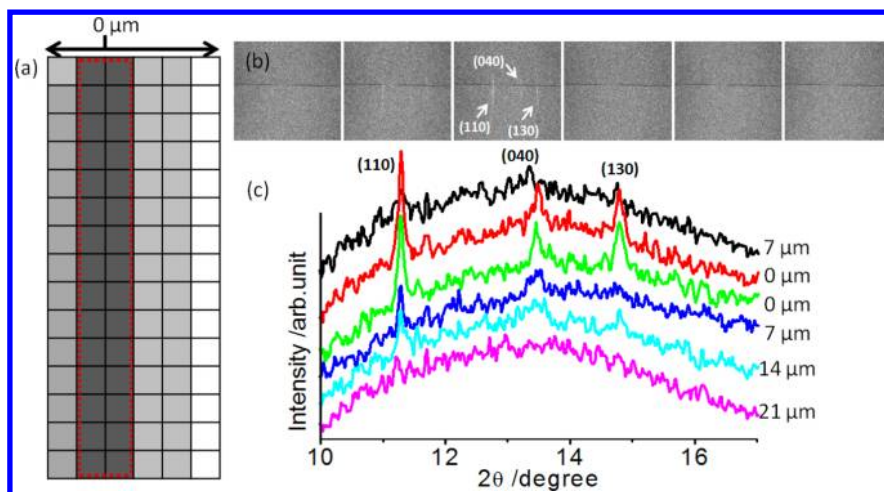 0 μm
(a)
(b)
(040)
(110)
(130)
(c)
(110)
(040)
(130)
7 μm
0 μm
0 μm
7 μm
14 μm
21 μm
Intensity /arb.unit
10 12 14 16
2θ /degree